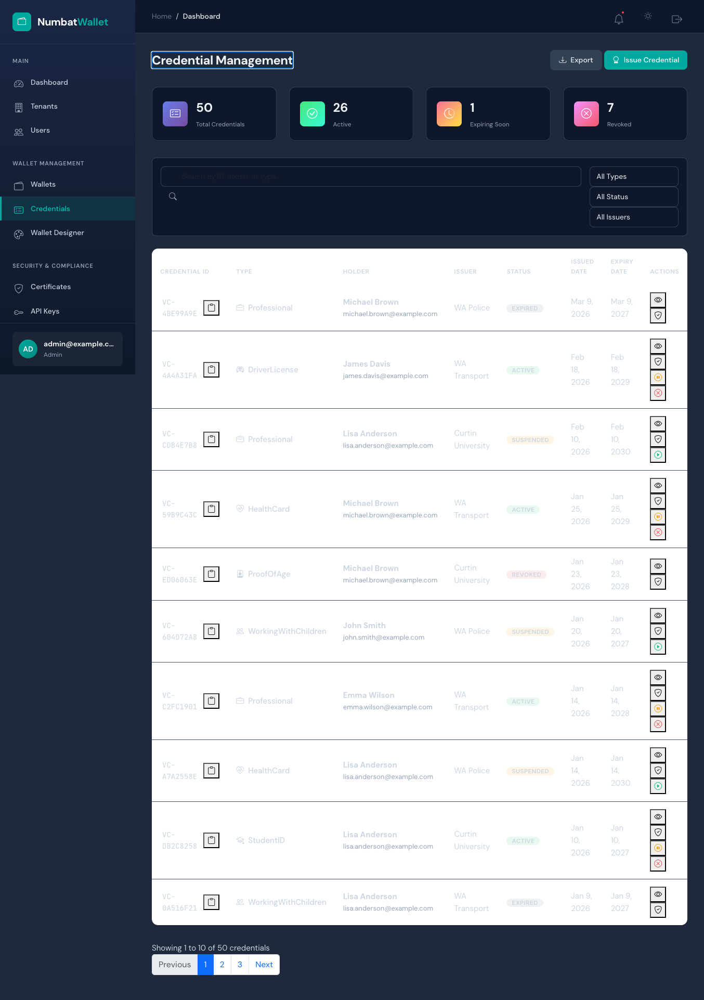 NumbatWallet
Home / Dashboard
MAIN
Dashboard
Tenants
Users
WALLET MANAGEMENT
Wallets
Credentials
Wallet Designer
SECURITY & COMPLIANCE
Certificates
API Keys
AD
admin@example.c...
Admin
Credential Management
Export
Issue Credential
50
Total Credentials
26
Active
1
Expiring Soon
7
Revoked
Search by ID, holder, or type...
All Types
All Status
All Issuers
CREDENTIAL ID TYPE HOLDER ISSUER STATUS ISSUED DATE EXPIRY DATE ACTIONS
VC-4BE99A9E Professional Michael Brown michael.brown@example.com WA Police EXPIRED Mar 9, 2026 Mar 9, 2027
VC-4A4A31FA DriverLicense James Davis james.davis@example.com WA Transport ACTIVE Feb 18, 2026 Feb 18, 2029
VC-CDB4E7B8 Professional Lisa Anderson lisa.anderson@example.com Curtin University SUSPENDED Feb 10, 2026 Feb 10, 2030
VC-59B9C43C HealthCard Michael Brown michael.brown@example.com WA Transport ACTIVE Jan 25, 2026 Jan 25, 2029
VC-ED06063E ProofOfAge Michael Brown michael.brown@example.com Curtin University REVOKED Jan 23, 2026 Jan 23, 2028
VC-604D72A8 WorkingWithChildren John Smith john.smith@example.com WA Police SUSPENDED Jan 20, 2026 Jan 20, 2027
VC-C2FC1901 Professional Emma Wilson emma.wilson@example.com WA Transport ACTIVE Jan 14, 2026 Jan 14, 2028
VC-A7A2558E HealthCard Lisa Anderson lisa.anderson@example.com WA Police SUSPENDED Jan 14, 2026 Jan 14, 2030
VC-DB2C8258 StudentID Lisa Anderson lisa.anderson@example.com Curtin University ACTIVE Jan 10, 2026 Jan 10, 2027
VC-0A516F21 WorkingWithChildren Lisa Anderson lisa.anderson@example.com WA Transport EXPIRED Jan 9, 2026 Jan 9, 2027
Showing 1 to 10 of 50 credentials
Previous 1 2 3 Next